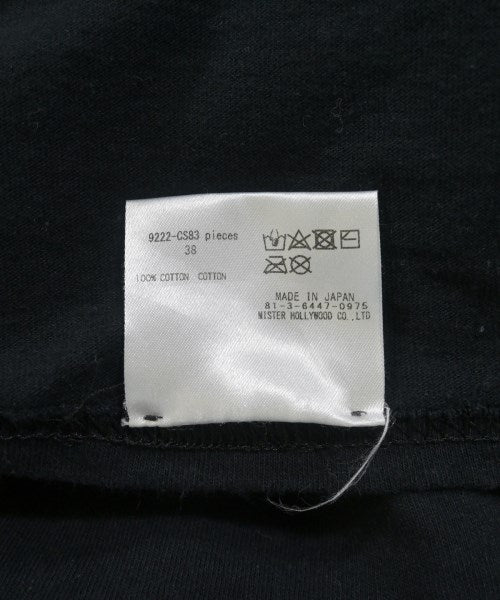 9222-CS83 pieces
38
100% COTTON COTTON
MADE IN JAPAN
81-3-6447-0975
MISTER HOLLYWOOD CO.,LTD